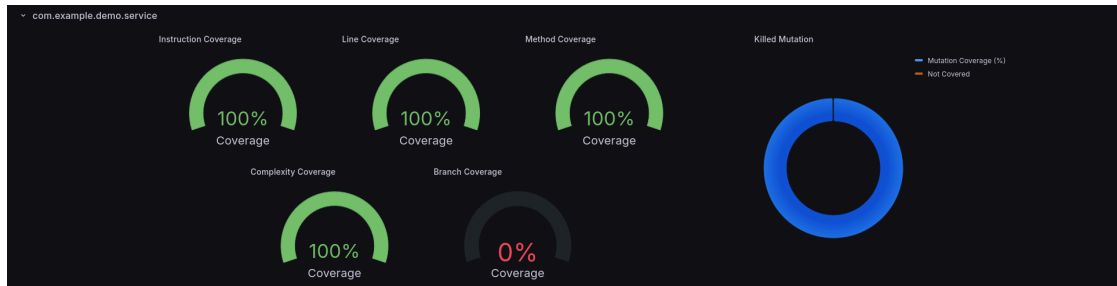 com.example.demo.service
Instruction Coverage
Line Coverage
Method Coverage
Killed Mutation
100%
Coverage
100%
Coverage
100%
Coverage
Mutation Coverage (%)
Not Covered
Complexity Coverage
Branch Coverage
100%
Coverage
0%
Coverage